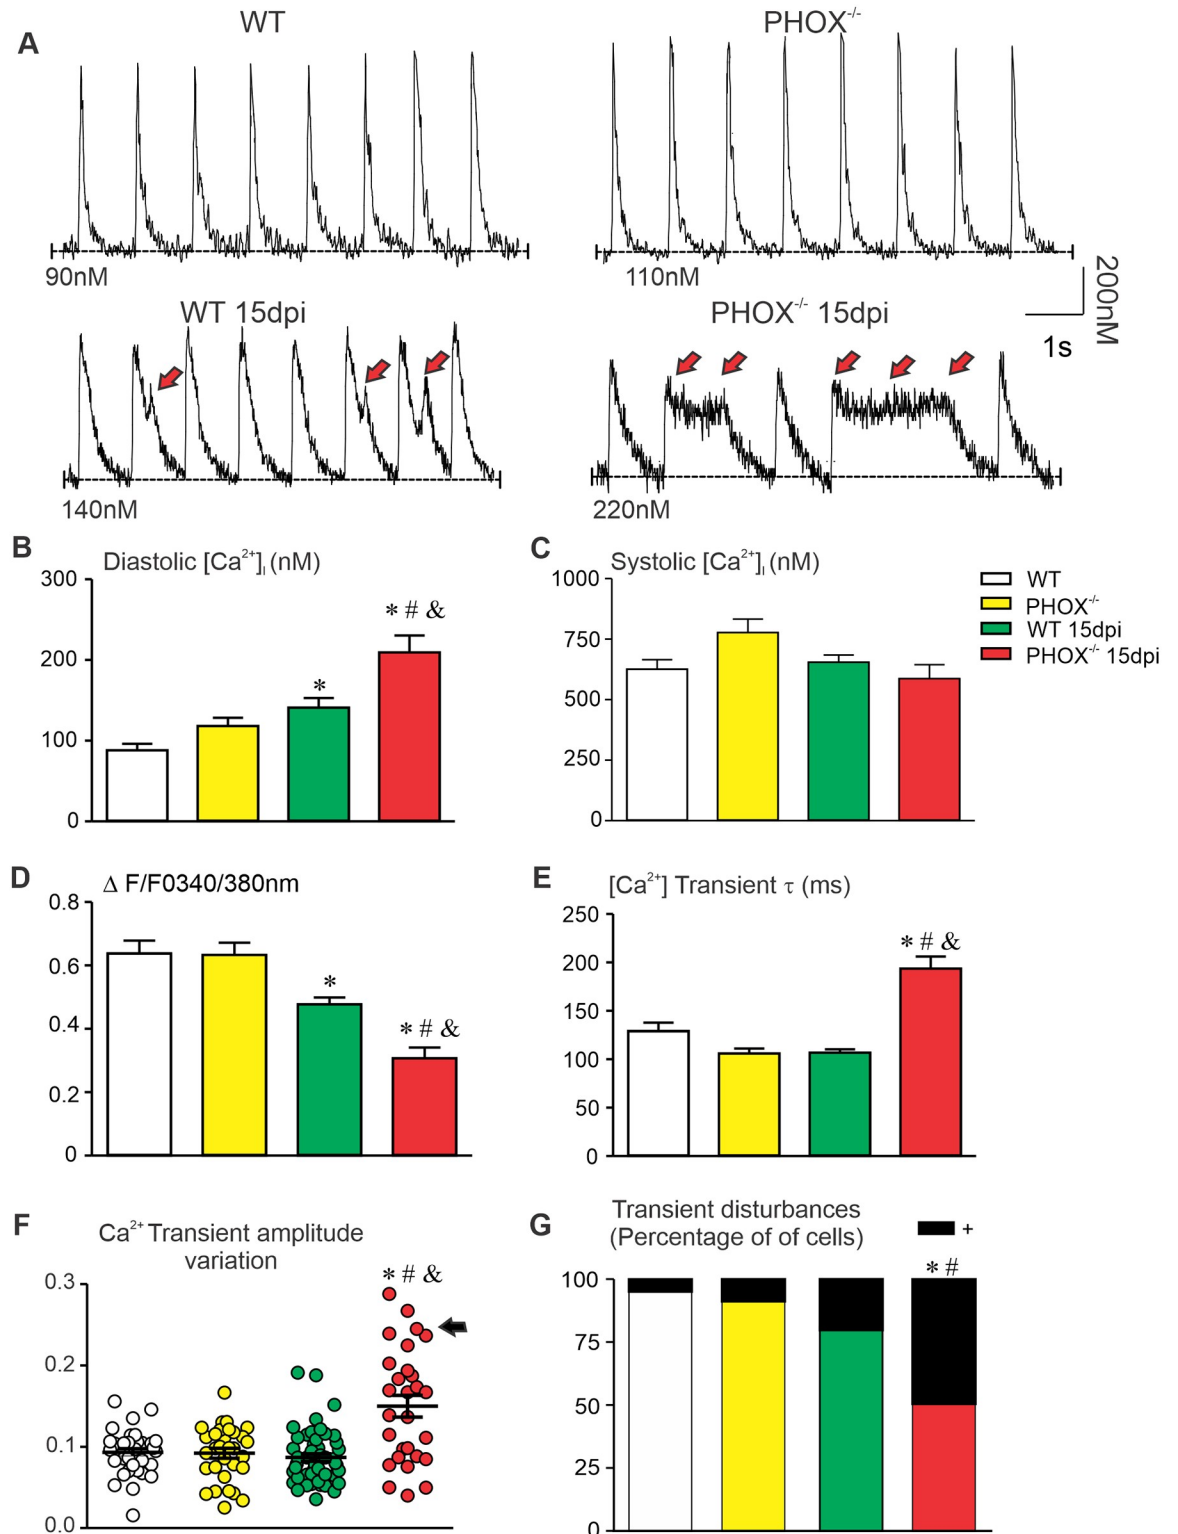 A
WT
PHOX-/-
90nM
110nM
200nM
1s
WT 15dpi
PHOX-/- 15dpi
140nM
220nM
B
Diastolic [Ca2+]I (nM)
300
200
100
0
*
* # &
C
Systolic [Ca2+]I (nM)
1000
750
500
250
0
WT
PHOX-/-
WT 15dpi
PHOX-/- 15dpi
D
Δ F/F0340/380nm
0.8
0.6
0.4
0.2
0
*
* # &
E
[Ca2+] Transient τ (ms)
250
200
150
100
50
0
* # &
F
Ca2+ Transient amplitude
variation
0.3
0.2
0.1
0.0
* # &
G
Transient disturbances
(Percentage of of cells)
+
* #
100
75
50
25
0